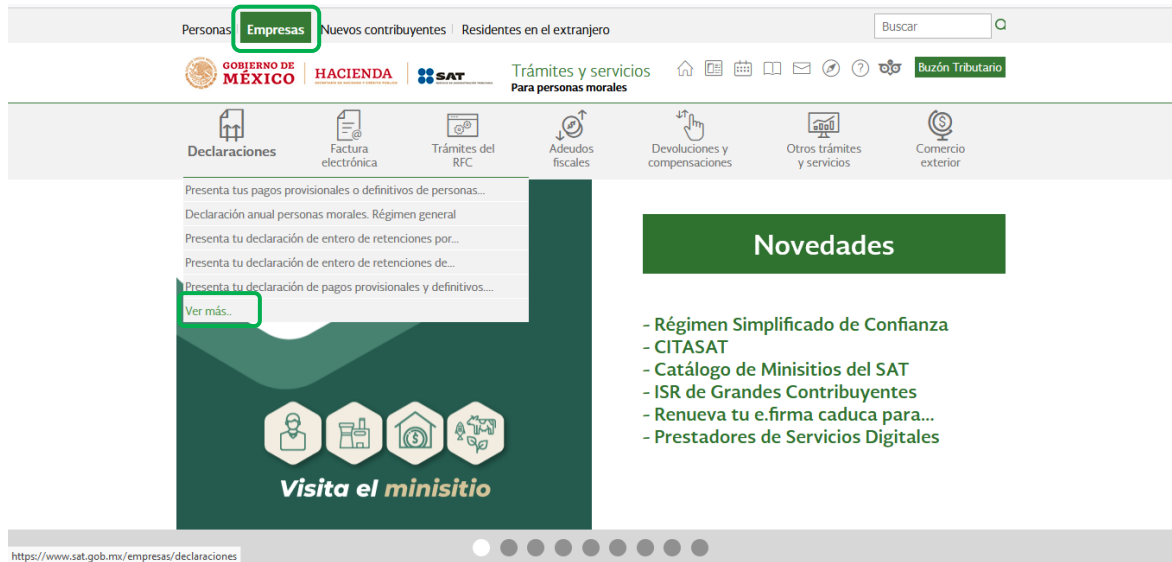 Personas Empresas Nuevos contribuyentes Residentes en el extranjero Buscar
GOBIERNO DE MÉXICO
HACIENDA
SAT
Trámites y servicios
Para personas morales
Buzón Tributario
Declaraciones
Factura electrónica
Trámites del RFC
Adeudos fiscales
Devoluciones y compensaciones
Otros trámites y servicios
Comercio exterior
Presenta tus pagos provisionales o definitivos de personas...
Declaración anual personas morales. Régimen general
Presenta tu declaración de entero de retenciones por...
Presenta tu declaración de entero de retenciones de...
Presenta tu declaración de pagos provisionales y definitivos....
Ver más..
Visita el minisitio
Novedades
- Régimen Simplificado de Confianza
- CITASAT
- Catálogo de Minisitios del SAT
- ISR de Grandes Contribuyentes
- Renueva tu e.firma caduca para...
- Prestadores de Servicios Digitales
https://www.sat.gob.mx/empresas/declaraciones